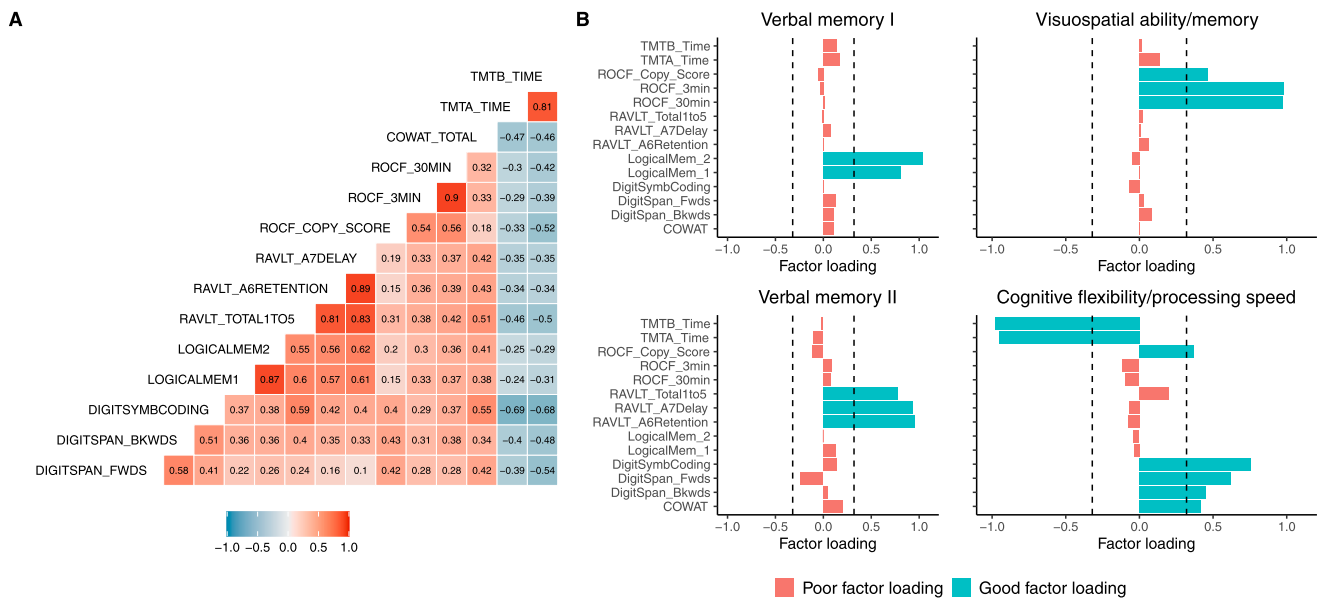 A
TMTB_TIME
TMTA_TIME 0.81
COWAT_TOTAL −0.47 −0.46
ROCF_30MIN 0.32 −0.3 −0.42
ROCF_3MIN 0.9 0.33 −0.29 −0.39
ROCF_COPY_SCORE 0.54 0.56 0.18 −0.33 −0.52
RAVLT_A7DELAY 0.19 0.33 0.37 0.42 −0.35 −0.35
RAVLT_A6RETENTION 0.89 0.15 0.36 0.39 0.43 −0.34 −0.34
RAVLT_TOTAL1TO5 0.81 0.83 0.31 0.38 0.42 0.51 −0.46 −0.5
LOGICALMEM2 0.55 0.56 0.62 0.2 0.3 0.36 0.41 −0.25 −0.29
LOGICALMEM1 0.87 0.6 0.57 0.61 0.15 0.33 0.37 0.38 −0.24 −0.31
DIGITSYMBCODING 0.37 0.38 0.59 0.42 0.4 0.4 0.29 0.37 0.55 −0.69 −0.68
DIGITSPAN_BKWDS 0.51 0.36 0.36 0.4 0.35 0.33 0.43 0.31 0.38 0.34 −0.4 −0.48
DIGITSPAN_FWDS 0.58 0.41 0.22 0.26 0.24 0.16 0.1 0.42 0.28 0.28 0.42 −0.39 −0.54
−1.0 −0.5 0.0 0.5 1.0
B
Verbal memory I
TMTB_Time
TMTA_Time
ROCF_Copy_Score
ROCF_3min
ROCF_30min
RAVLT_Total1to5
RAVLT_A7Delay
RAVLT_A6Retention
LogicalMem_2
LogicalMem_1
DigitSymbCoding
DigitSpan_Fwds
DigitSpan_Bkwds
COWAT
−1.0 −0.5 0.0 0.5 1.0
Factor loading
Visuospatial ability/memory
−1.0 −0.5 0.0 0.5 1.0
Factor loading
Verbal memory II
TMTB_Time
TMTA_Time
ROCF_Copy_Score
ROCF_3min
ROCF_30min
RAVLT_Total1to5
RAVLT_A7Delay
RAVLT_A6Retention
LogicalMem_2
LogicalMem_1
DigitSymbCoding
DigitSpan_Fwds
DigitSpan_Bkwds
COWAT
−1.0 −0.5 0.0 0.5 1.0
Factor loading
Cognitive flexibility/processing speed
−1.0 −0.5 0.0 0.5 1.0
Factor loading
Poor factor loading Good factor loading